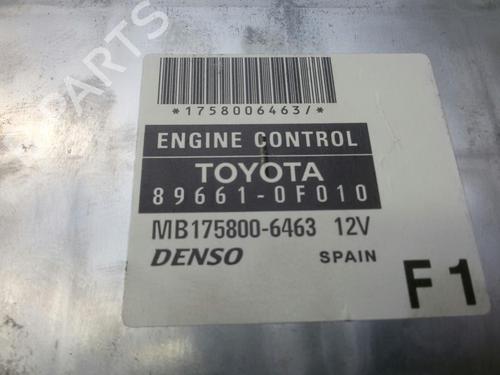 PARTS
*1758006463/*
ENGINE CONTROL
TOYOTA
89661-0F010
MB175800-6463 12V
DENSO SPAIN
F1